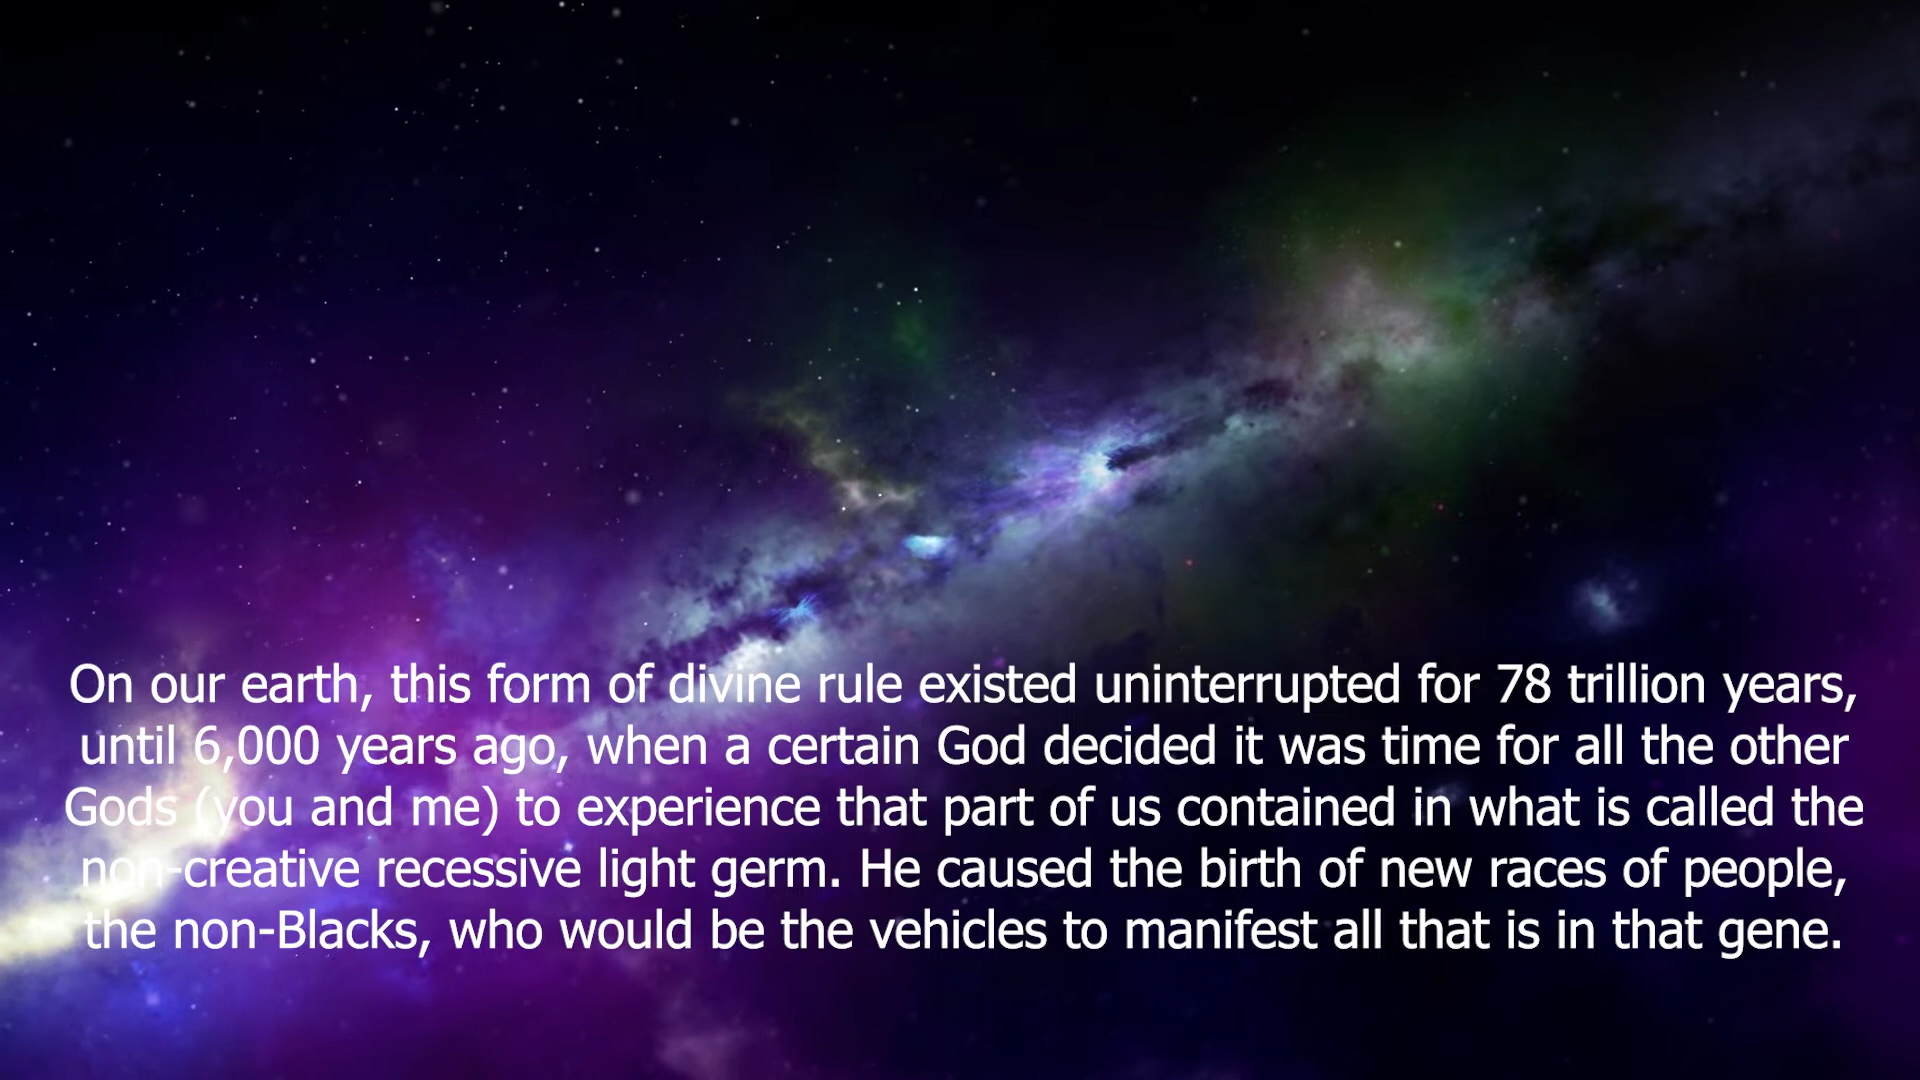 On our earth, this form of divine rule existed uninterrupted for 78 trillion years,
until 6,000 years ago, when a certain God decided it was time for all the other
Gods (you and me) to experience that part of us contained in what is called the
non-creative recessive light germ. He caused the birth of new races of people,
the non-Blacks, who would be the vehicles to manifest all that is in that gene.